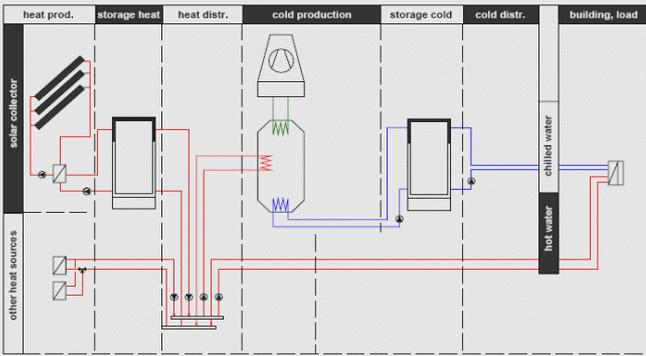 heat prod.
storage heat
heat distr.
cold production
storage cold
cold distr.
building, load
solar collector
other heat sources
chilled water
hot water